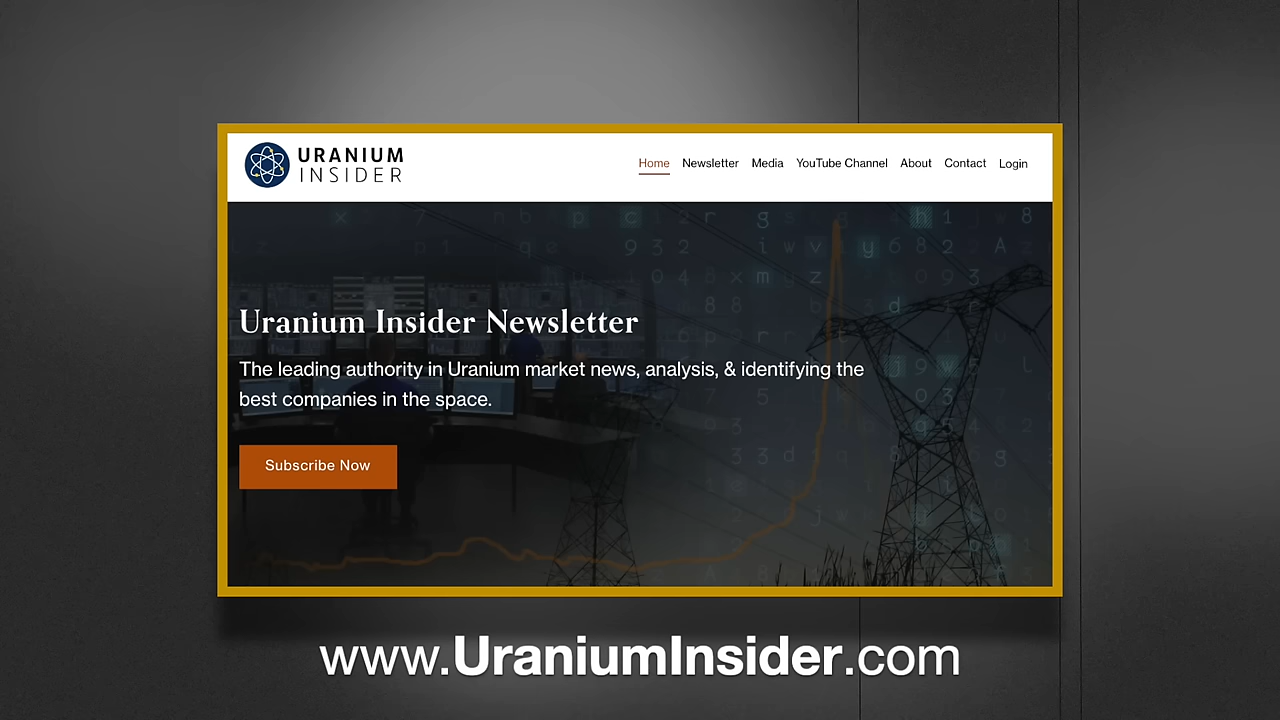 URANIUM
INSIDER
Home Newsletter Media YouTube Channel About Contact Login
Uranium Insider Newsletter
The leading authority in Uranium market news, analysis, & identifying the
best companies in the space.
Subscribe Now
www.UraniumInsider.com